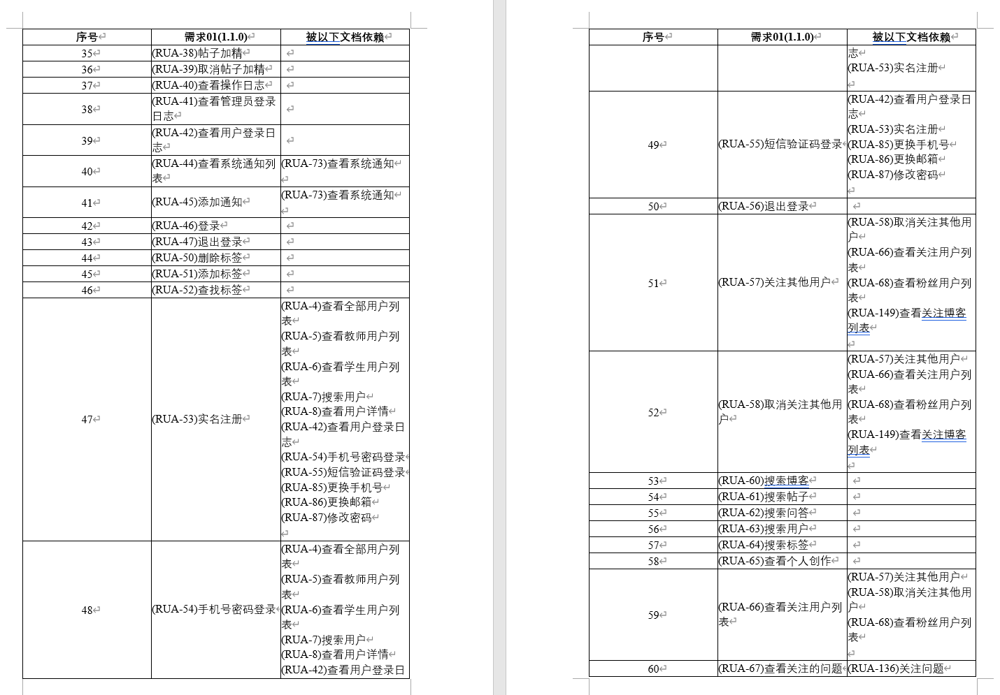 序号 需求01(1.1.0) 被以下文档依赖
35 (RUA-38)帖子加精
36 (RUA-39)取消帖子加精
37 (RUA-40)查看操作日志
38 (RUA-41)查看管理员登录
日志
39 (RUA-42)查看用户登录日
志
40 (RUA-44)查看系统通知列
表 (RUA-73)查看系统通知
41 (RUA-45)添加通知 (RUA-73)查看系统通知
42 (RUA-46)登录
43 (RUA-47)退出登录
44 (RUA-50)删除标签
45 (RUA-51)添加标签
46 (RUA-52)查找标签
47 (RUA-53)实名注册
(RUA-4)查看全部用户列
表
(RUA-5)查看教师用户列
表
(RUA-6)查看学生用户列
表
(RUA-7)搜索用户
(RUA-8)查看用户详情
(RUA-42)查看用户登录日
志
(RUA-54)手机号密码登录
(RUA-55)短信验证码登录
(RUA-85)更换手机号
(RUA-86)更换邮箱
(RUA-87)修改密码
48 (RUA-54)手机号密码登录
(RUA-4)查看全部用户列
表
(RUA-5)查看教师用户列
表
(RUA-6)查看学生用户列
表
(RUA-7)搜索用户
(RUA-8)查看用户详情
(RUA-42)查看用户登录日
序号 需求01(1.1.0) 被以下文档依赖
志
(RUA-53)实名注册
49 (RUA-55)短信验证码登录
(RUA-42)查看用户登录日
志
(RUA-53)实名注册
(RUA-85)更换手机号
(RUA-86)更换邮箱
(RUA-87)修改密码
50 (RUA-56)退出登录
51 (RUA-57)关注其他用户
(RUA-58)取消关注其他用
户
(RUA-66)查看关注用户列
表
(RUA-68)查看粉丝用户列
表
(RUA-149)查看关注博客
列表
52 (RUA-58)取消关注其他用
户
(RUA-57)关注其他用户
(RUA-66)查看关注用户列
表
(RUA-68)查看粉丝用户列
表
(RUA-149)查看关注博客
列表
53 (RUA-60)搜索博客
54 (RUA-61)搜索帖子
55 (RUA-62)搜索问答
56 (RUA-63)搜索用户
57 (RUA-64)搜索标签
58 (RUA-65)查看个人创作
59 (RUA-66)查看关注用户列
表
(RUA-57)关注其他用户
(RUA-58)取消关注其他用
户
(RUA-68)查看粉丝用户列
表
60 (RUA-67)查看关注的问题 (RUA-136)关注问题